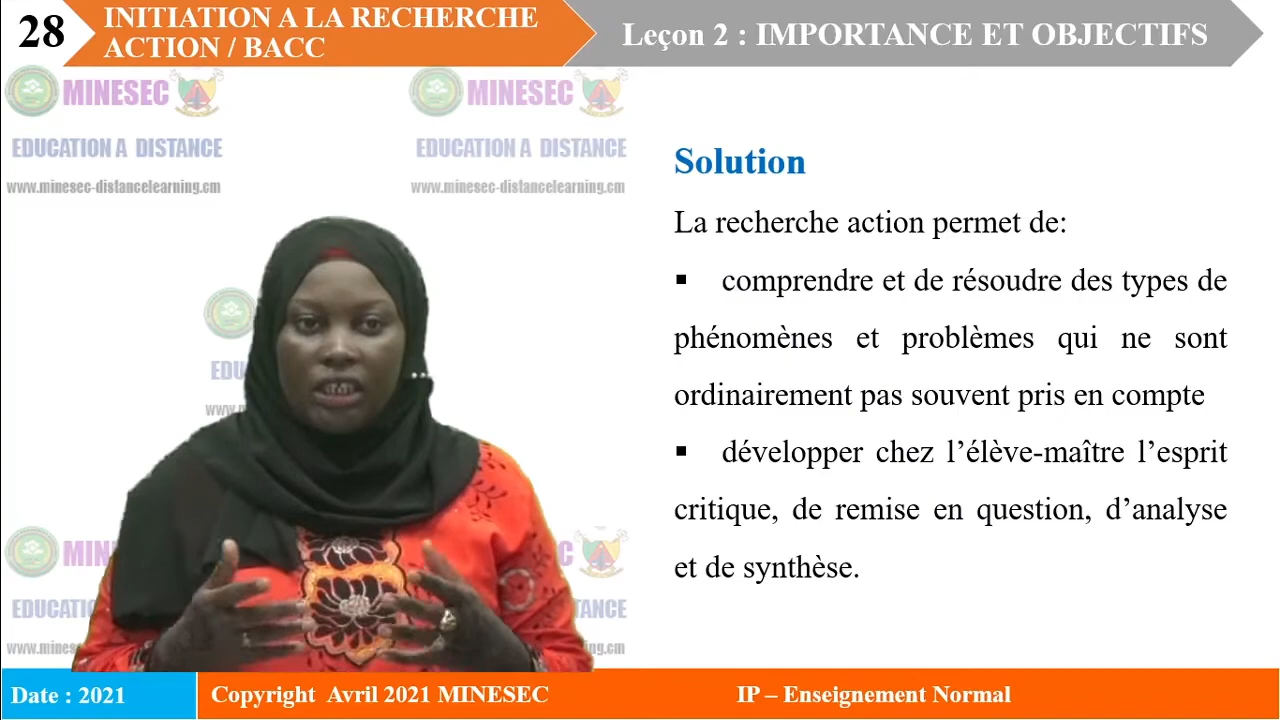 28
INITIATION A LA RECHERCHE
ACTION / BACC
Leçon 2 : IMPORTANCE ET OBJECTIFS
MINESEC
EDUCATION A DISTANCE
www.minesec-distancelearning.cm
MINESEC
EDUCATION A DISTANCE
www.minesec-distancelearning.cm
Solution
La recherche action permet de:
▪ comprendre et de résoudre des types de
phénomènes et problèmes qui ne sont
ordinairement pas souvent pris en compte
▪ développer chez l’élève-maître l’esprit
critique, de remise en question, d’analyse
et de synthèse.
Date : 2021
Copyright Avril 2021 MINESEC
IP – Enseignement Normal